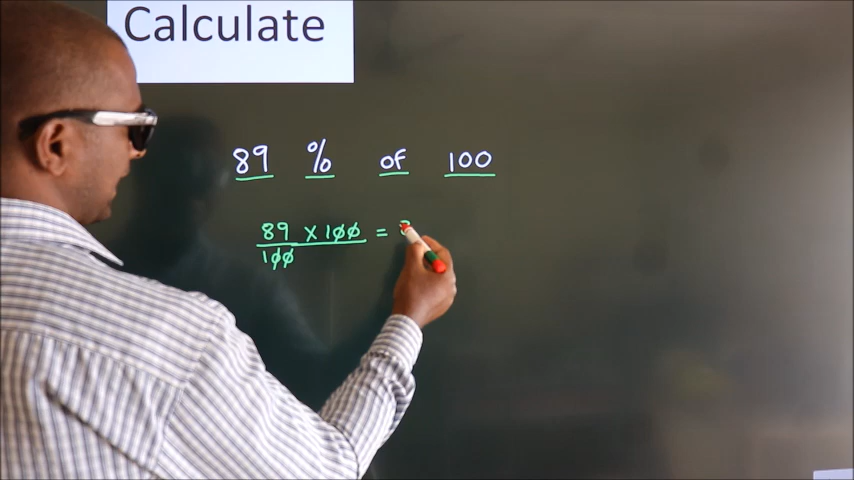 Calculate
89 % of 100
89 x 100 =
100